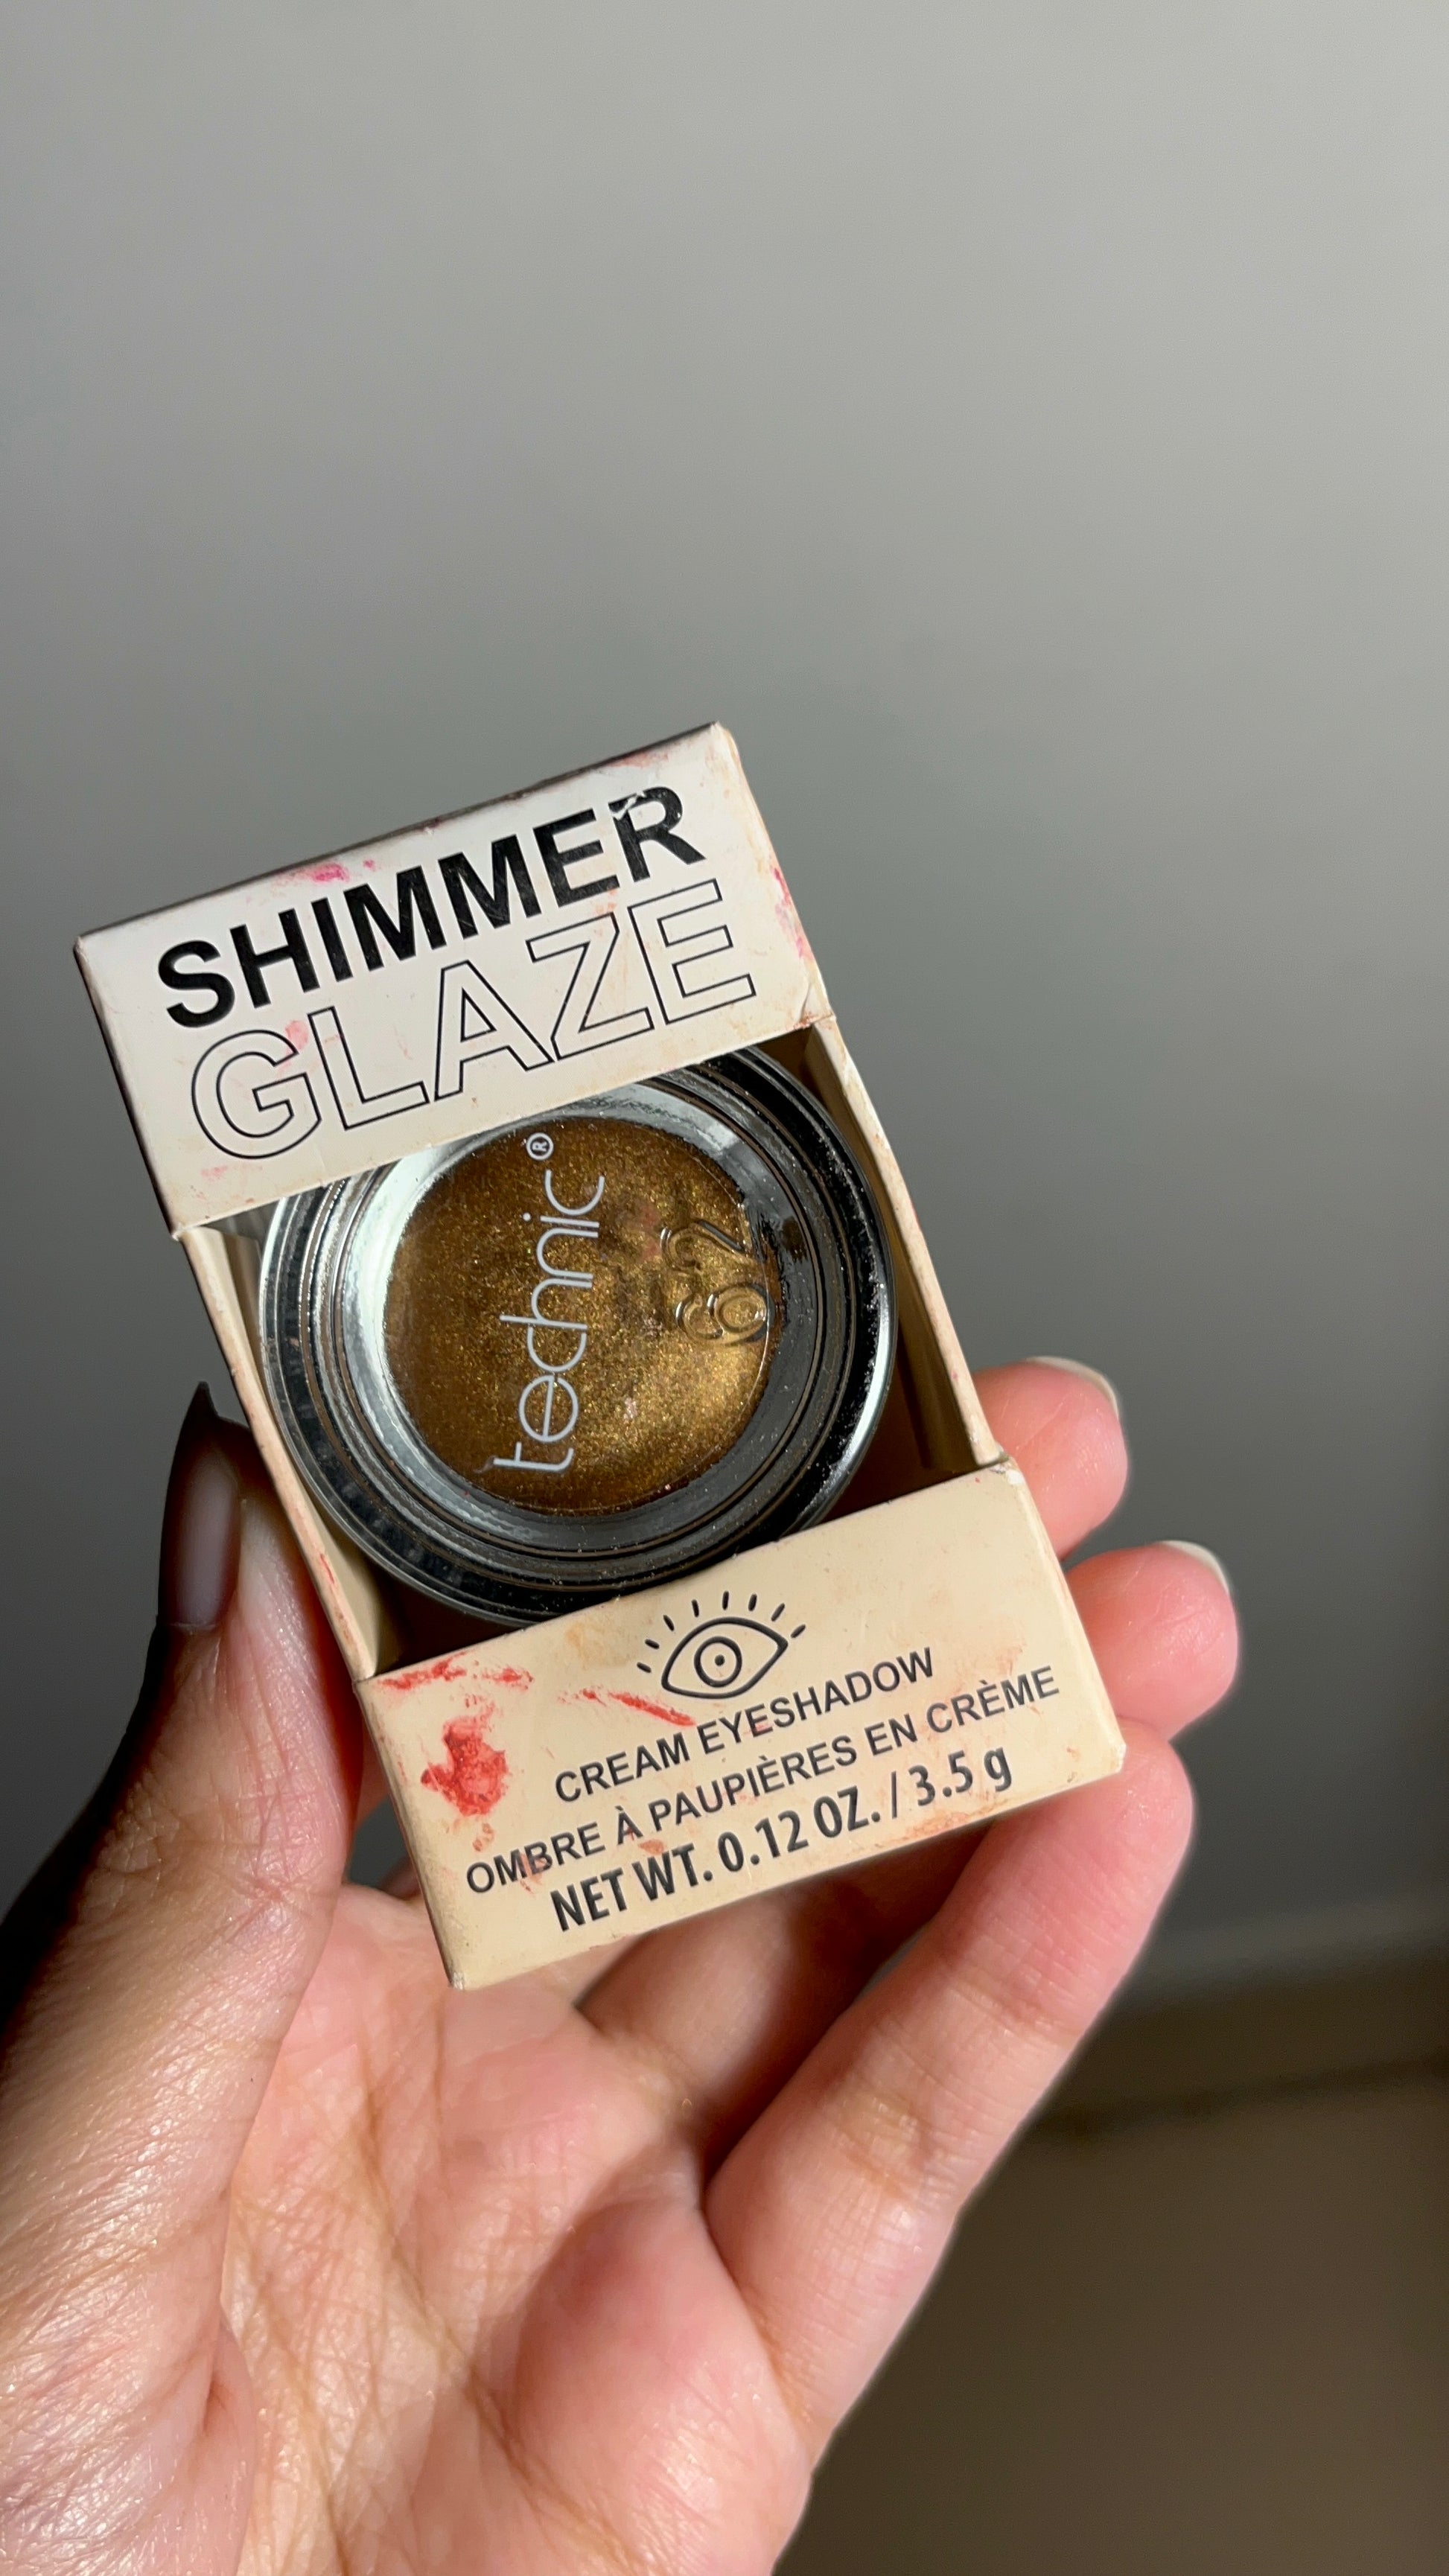 SHIMMER
GLAZE
technic®
CREAM EYESHADOW
OMBRE À PAUPIÈRES EN CRÈME
NET WT. 0.12 OZ. / 3.5 g